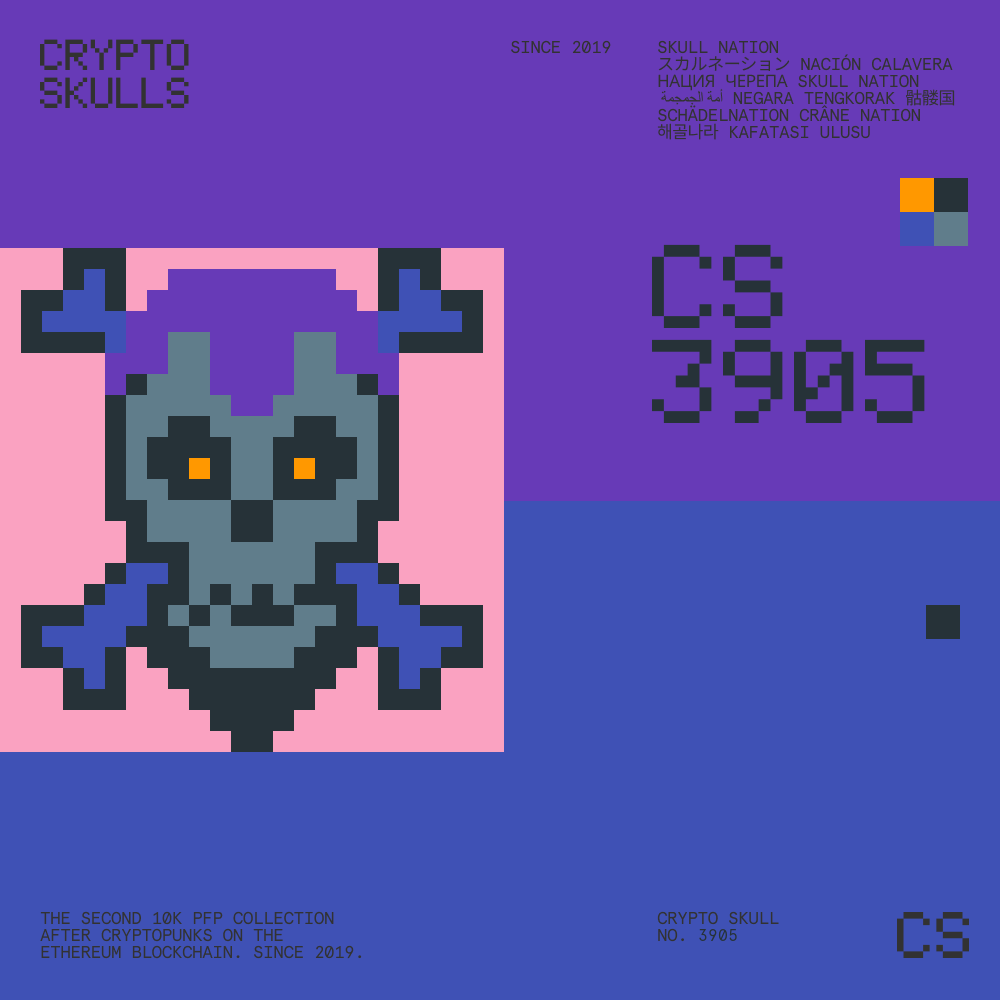 CRYPTO
SKULLS
SINCE 2019
SKULL NATION
スカルネーション NACIÓN CALAVERA
НАЦИЯ ЧЕРЕПА SKULL NATION
أمة الجمجمة NEGARA TENGKORAK 骷髅国
SCHÄDELNATION CRÂNE NATION
해골나라 KAFATASI ULUSU
CS
3905
THE SECOND 10K PFP COLLECTION
AFTER CRYPTOPUNKS ON THE
ETHEREUM BLOCKCHAIN. SINCE 2019.
CRYPTO SKULL
NO. 3905
CS